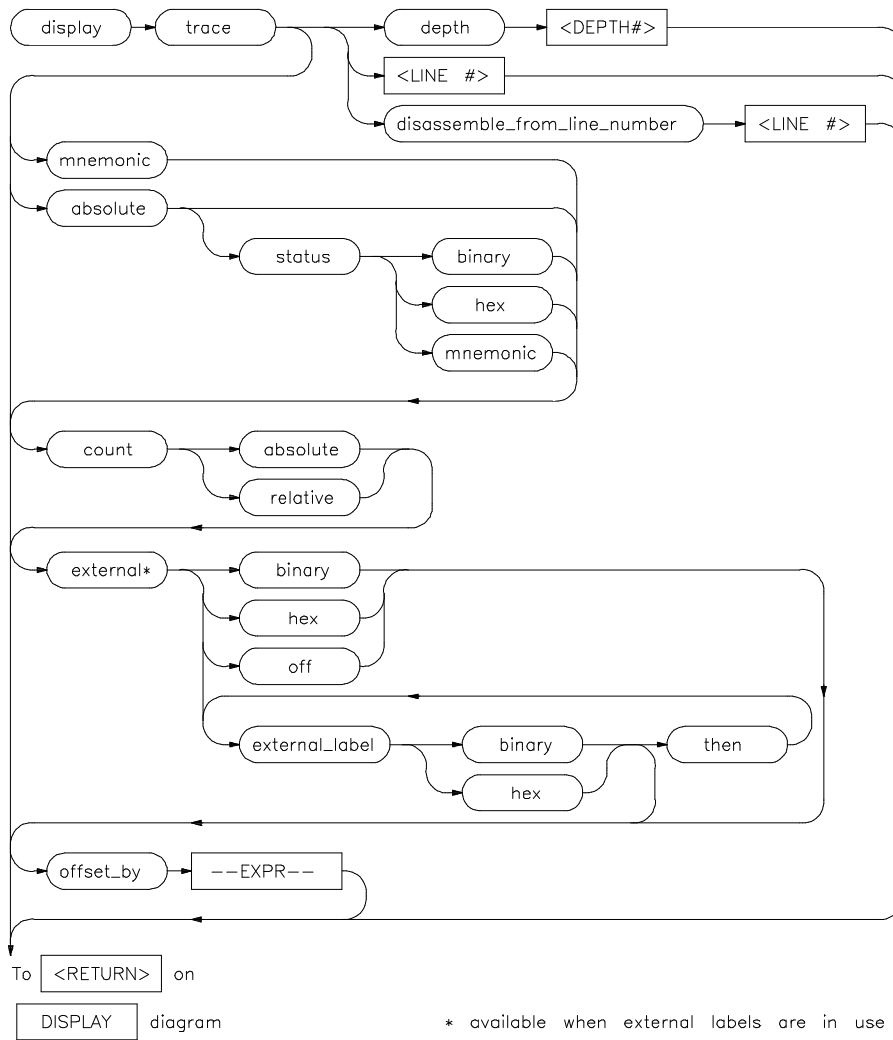 display trace depth <DEPTH#>
<LINE #>
disassemble_from_line_number <LINE #>
mnemonic
absolute
status binary
hex
mnemonic
count absolute
relative
external* binary
hex
off
external_label binary then
hex
offset_by --EXPR--
To <RETURN> on
DISPLAY diagram
* available when external labels are in use